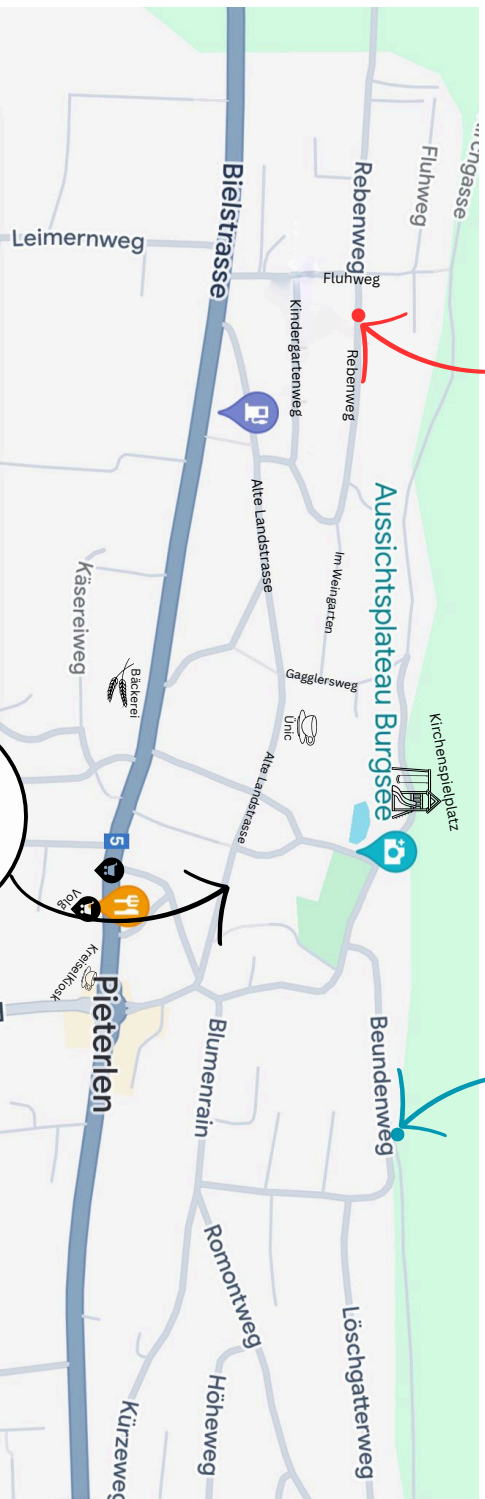 Kirchgasse
Fluhweg
Rebenweg
Bielstrasse
Leimernweg
Fluhweg
Kindergartenweg
Rebenweg
Aussichtsplateau Burgsee
Alte Landstrasse
Im Weingarten
Käsereiweg
Gagglersweg
Bäckerei
Ünic
Kirchenspielplatz
Alte Landstrasse
5
Volg
KreiselKiosk
Pieterlen
Blumenrain
Beundenweg
Romontweg
Löschgatterweg
Höheweg
Kürzeweg